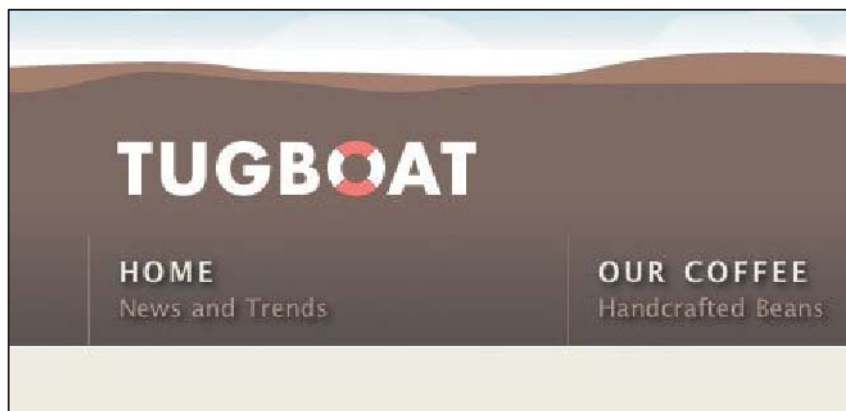 TUGBOAT
HOME
News and Trends
OUR COFFEE
Handcrafted Beans